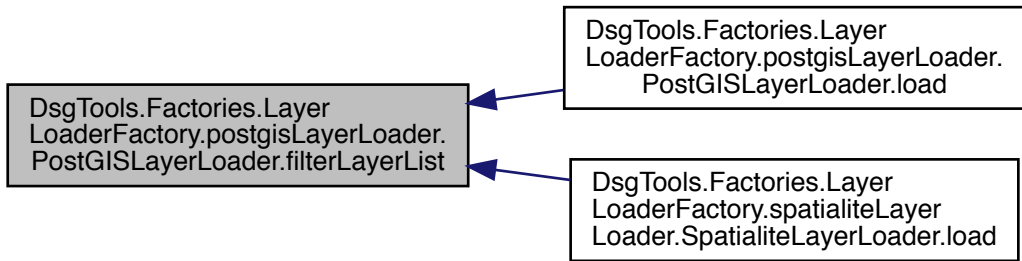 DsgTools.Factories.Layer
LoaderFactory.postgisLayerLoader.
PostGISLayerLoader.filterLayerList
DsgTools.Factories.Layer
LoaderFactory.postgisLayerLoader.
PostGISLayerLoader.load
DsgTools.Factories.Layer
LoaderFactory.spatialiteLayer
Loader.SpatialiteLayerLoader.load